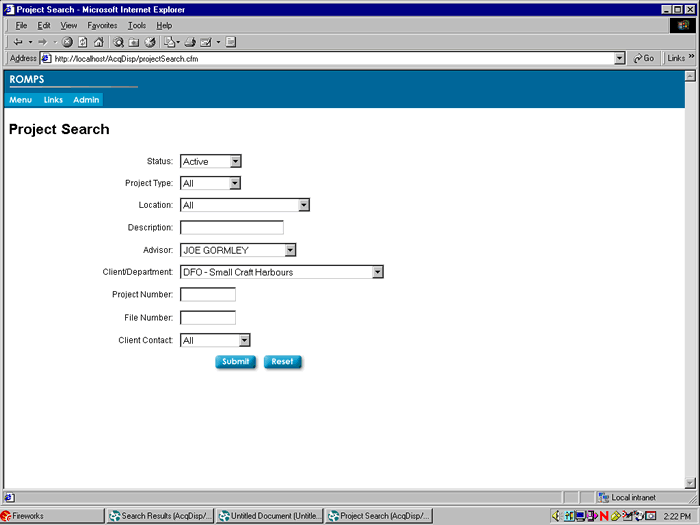 Project Search - Microsoft Internet Explorer
File Edit View Favorites Tools Help
Address http://localhost/AcqDisp/projectSearch.cfm Go Links »
ROMPS
Menu Links Admin
Project Search
Status: Active
Project Type: All
Location: All
Description:
Advisor: JOE GORMLEY
Client/Department: DFO - Small Craft Harbours
Project Number:
File Number:
Client Contact: All
Submit Reset
Local intranet
Fireworks Search Results (AcqDisp/... Untitled Document (Untitle... Project Search (AcqDisp/... 2:22 PM